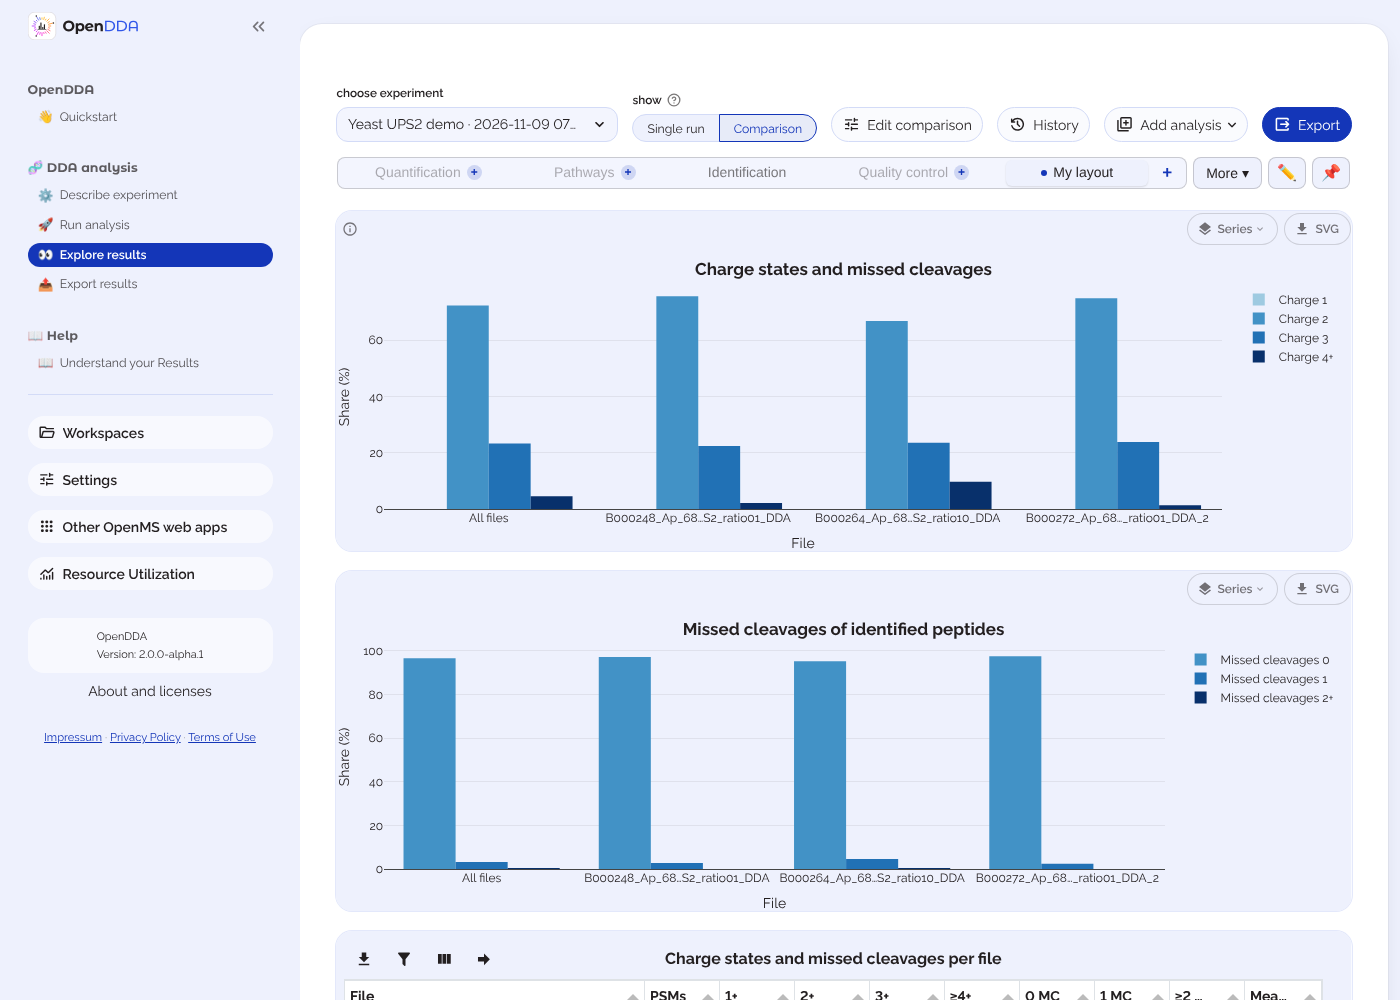 OpenDDA
OpenDDA
Quickstart
DDA analysis
Describe experiment
Run analysis
Explore results
Export results
Help
Understand your Results
Workspaces
Settings
Other OpenMS web apps
Resource Utilization
OpenDDA
Version: 2.0.0-alpha.1
About and licenses
Impressum · Privacy Policy · Terms of Use
choose experiment
Yeast UPS2 demo · 2026-11-09 07...
show
Single run
Comparison
Edit comparison
History
Add analysis
Export
Quantification +
Pathways +
Identification
Quality control +
My layout
+
More ▾
Series
SVG
Charge states and missed cleavages
Share (%)
60
40
20
0
All files
B000248_Ap_68...S2_ratio01_DDA
B000264_Ap_68...S2_ratio10_DDA
B000272_Ap_68..._ratio01_DDA_2
File
Charge 1
Charge 2
Charge 3
Charge 4+
Series
SVG
Missed cleavages of identified peptides
Share (%)
100
80
60
40
20
0
All files
B000248_Ap_68...S2_ratio01_DDA
B000264_Ap_68...S2_ratio10_DDA
B000272_Ap_68..._ratio01_DDA_2
File
Missed cleavages 0
Missed cleavages 1
Missed cleavages 2+
Charge states and missed cleavages per file
File
PSMs
1+
2+
3+
≥4+
0 MC
1 MC
≥2 ...
Mea...